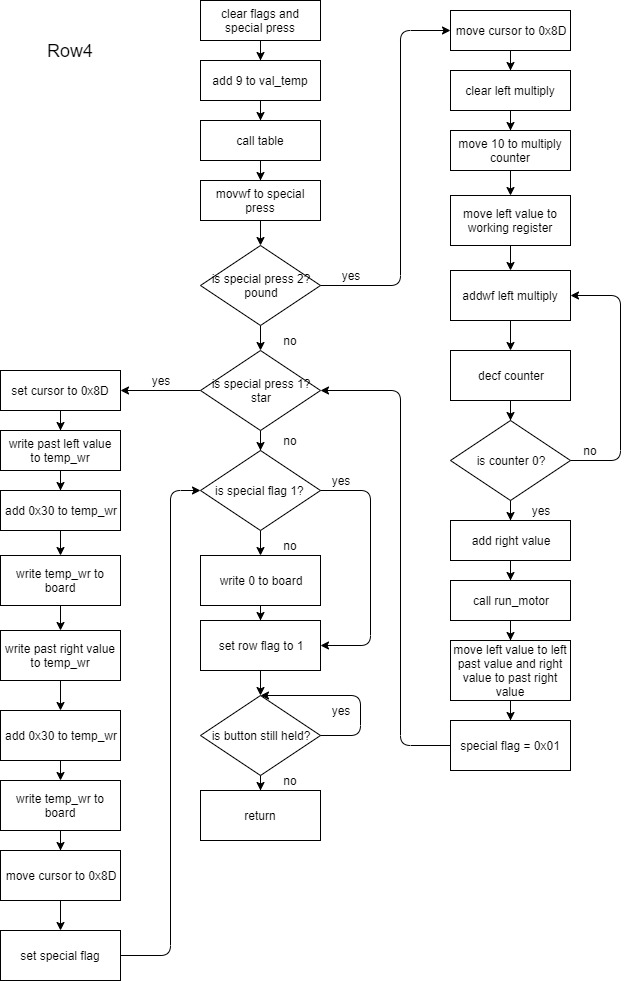 Row4
clear flags and
special press
add 9 to val_temp
call table
movwf to special
press
is special press 2?
pound
yes
no
is special press 1?
star
yes
no
is special flag 1?
yes
no
write 0 to board
set row flag to 1
is button still held?
yes
no
return
set cursor to 0x8D
write past left value
to temp_wr
add 0x30 to temp_wr
write temp_wr to
board
write past right value
to temp_wr
add 0x30 to temp_wr
write temp_wr to
board
move cursor to 0x8D
set special flag
move cursor to 0x8D
clear left multiply
move 10 to multiply
counter
move left value to
working register
addwf left multiply
decf counter
is counter 0?
no
yes
add right value
call run_motor
move left value to left
past value and right
value to past right
value
special flag = 0x01